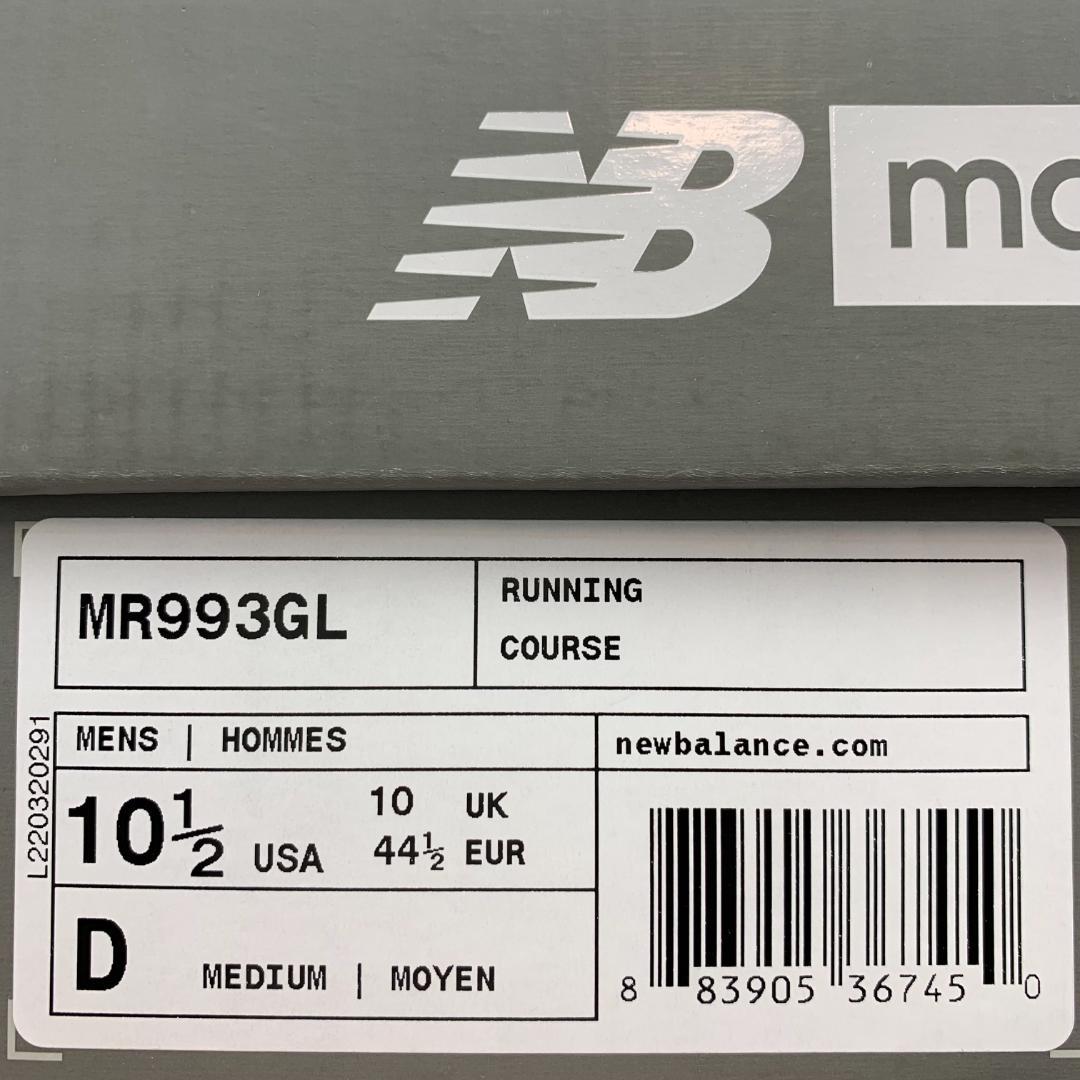 NB
MR993GL
RUNNING
COURSE
L220320291
MENS | HOMMES
newbalance.com
10½ USA
10 UK
44½ EUR
D MEDIUM | MOYEN
8 83905 36745 0